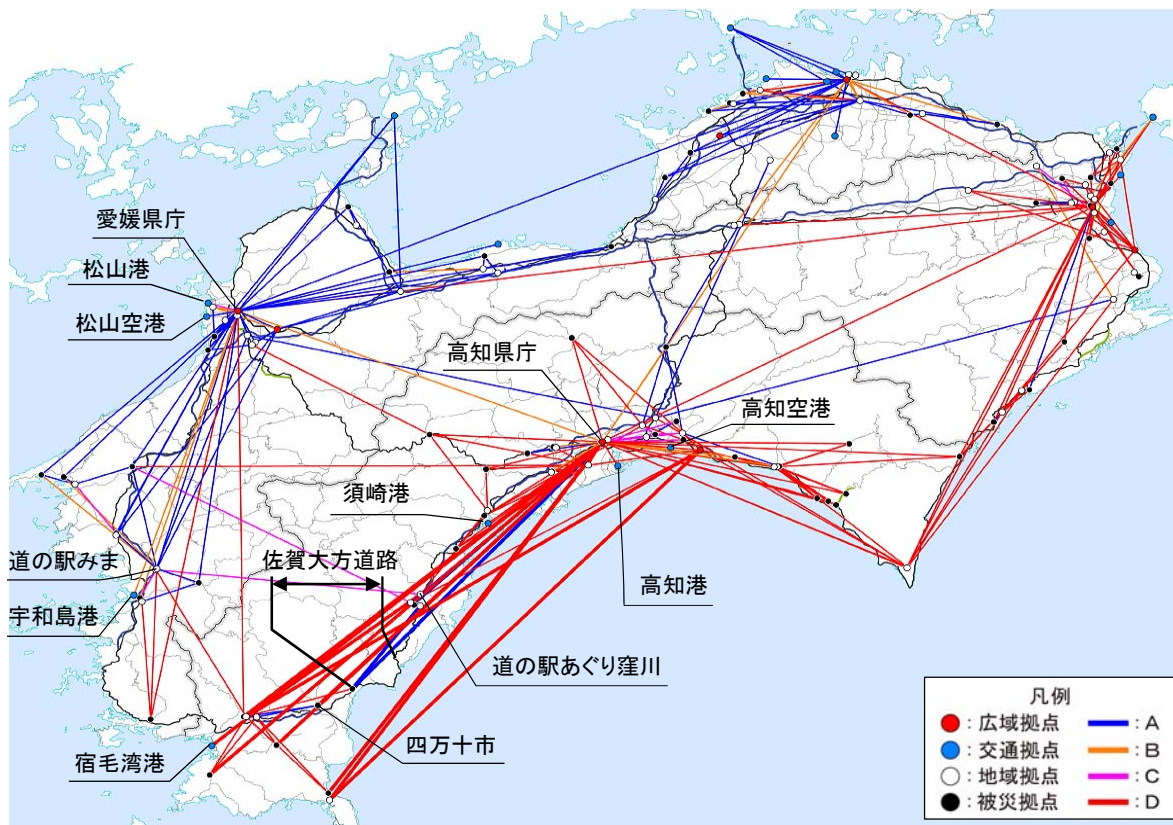 愛媛県庁
松山港
松山空港
高知県庁
高知空港
須崎港
佐賀大方道路
道の駅みま
宇和島港
高知港
道の駅あぐり窪川
四万十市
宿毛湾港
凡例
：広域拠点 ：A
：交通拠点 ：B
：地域拠点 ：C
：被災拠点 ：D